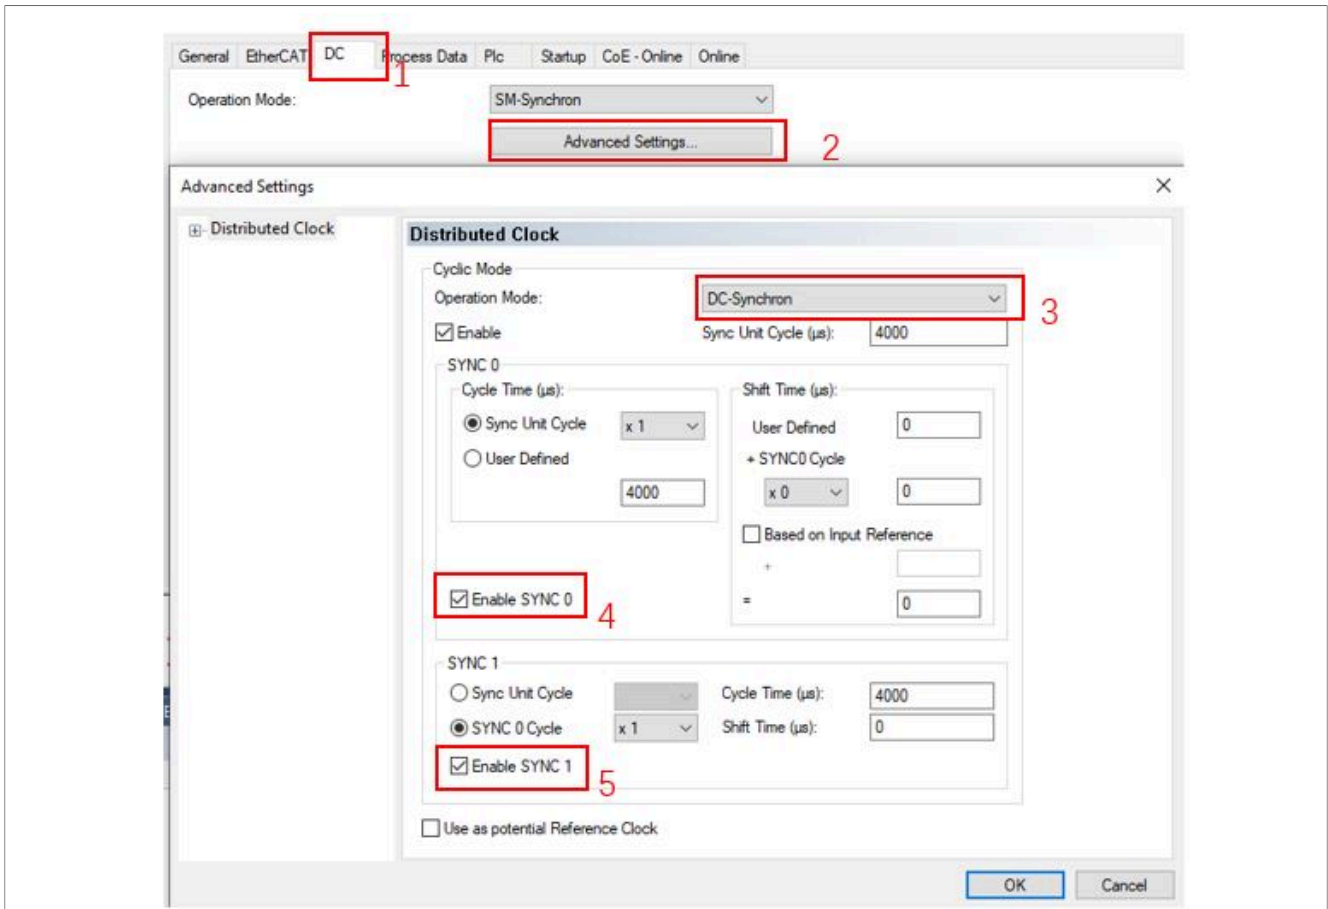 General EtherCAT DC Process Data Plc Startup CoE - Online Online
1
Operation Mode: SM-Synchron
Advanced Settings... 2
Advanced Settings
Distributed Clock
Distributed Clock
Cyclic Mode
Operation Mode: DC-Synchron 3
Enable Sync Unit Cycle (µs): 4000
SYNC 0
Cycle Time (µs): Shift Time (µs):
Sync Unit Cycle x 1 User Defined 0
User Defined + SYNC0 Cycle
4000 x 0 0
Based on Input Reference
+
Enable SYNC 0 4 = 0
SYNC 1
Sync Unit Cycle Cycle Time (µs): 4000
SYNC 0 Cycle x 1 Shift Time (µs): 0
Enable SYNC 1 5
Use as potential Reference Clock
OK Cancel